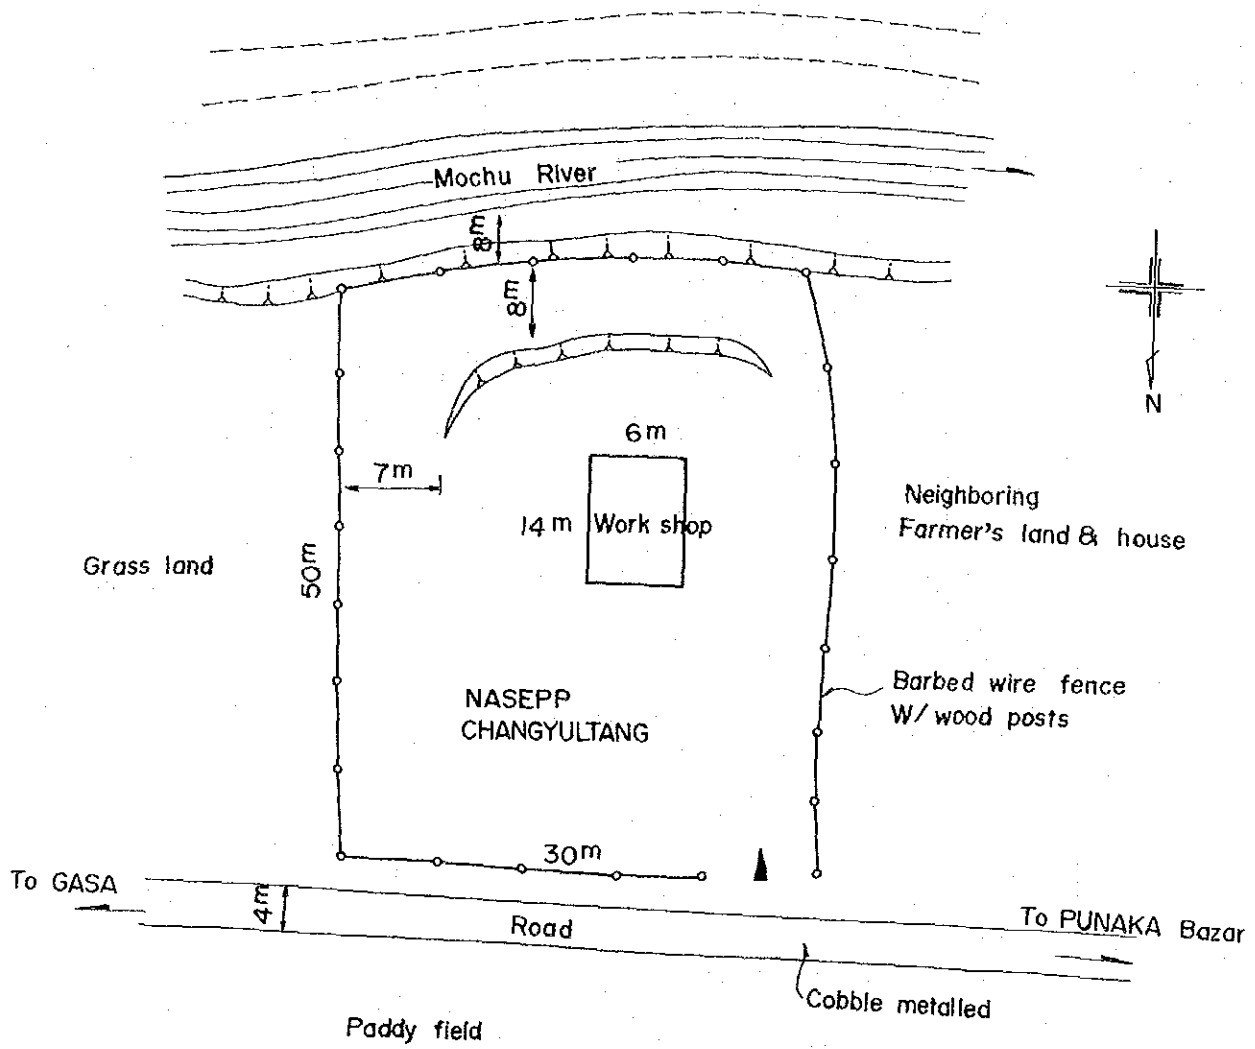 Mochu River
8m
8m
N
6m
7m
14m
Work shop
Neighboring
Farmer's land & house
Grass land
50m
Barbed wire fence
W/ wood posts
NASEPP
CHANGYULTANG
30m
To GASA
4m
Road
To PUNAKA Bazar
Cobble metalled
Paddy field